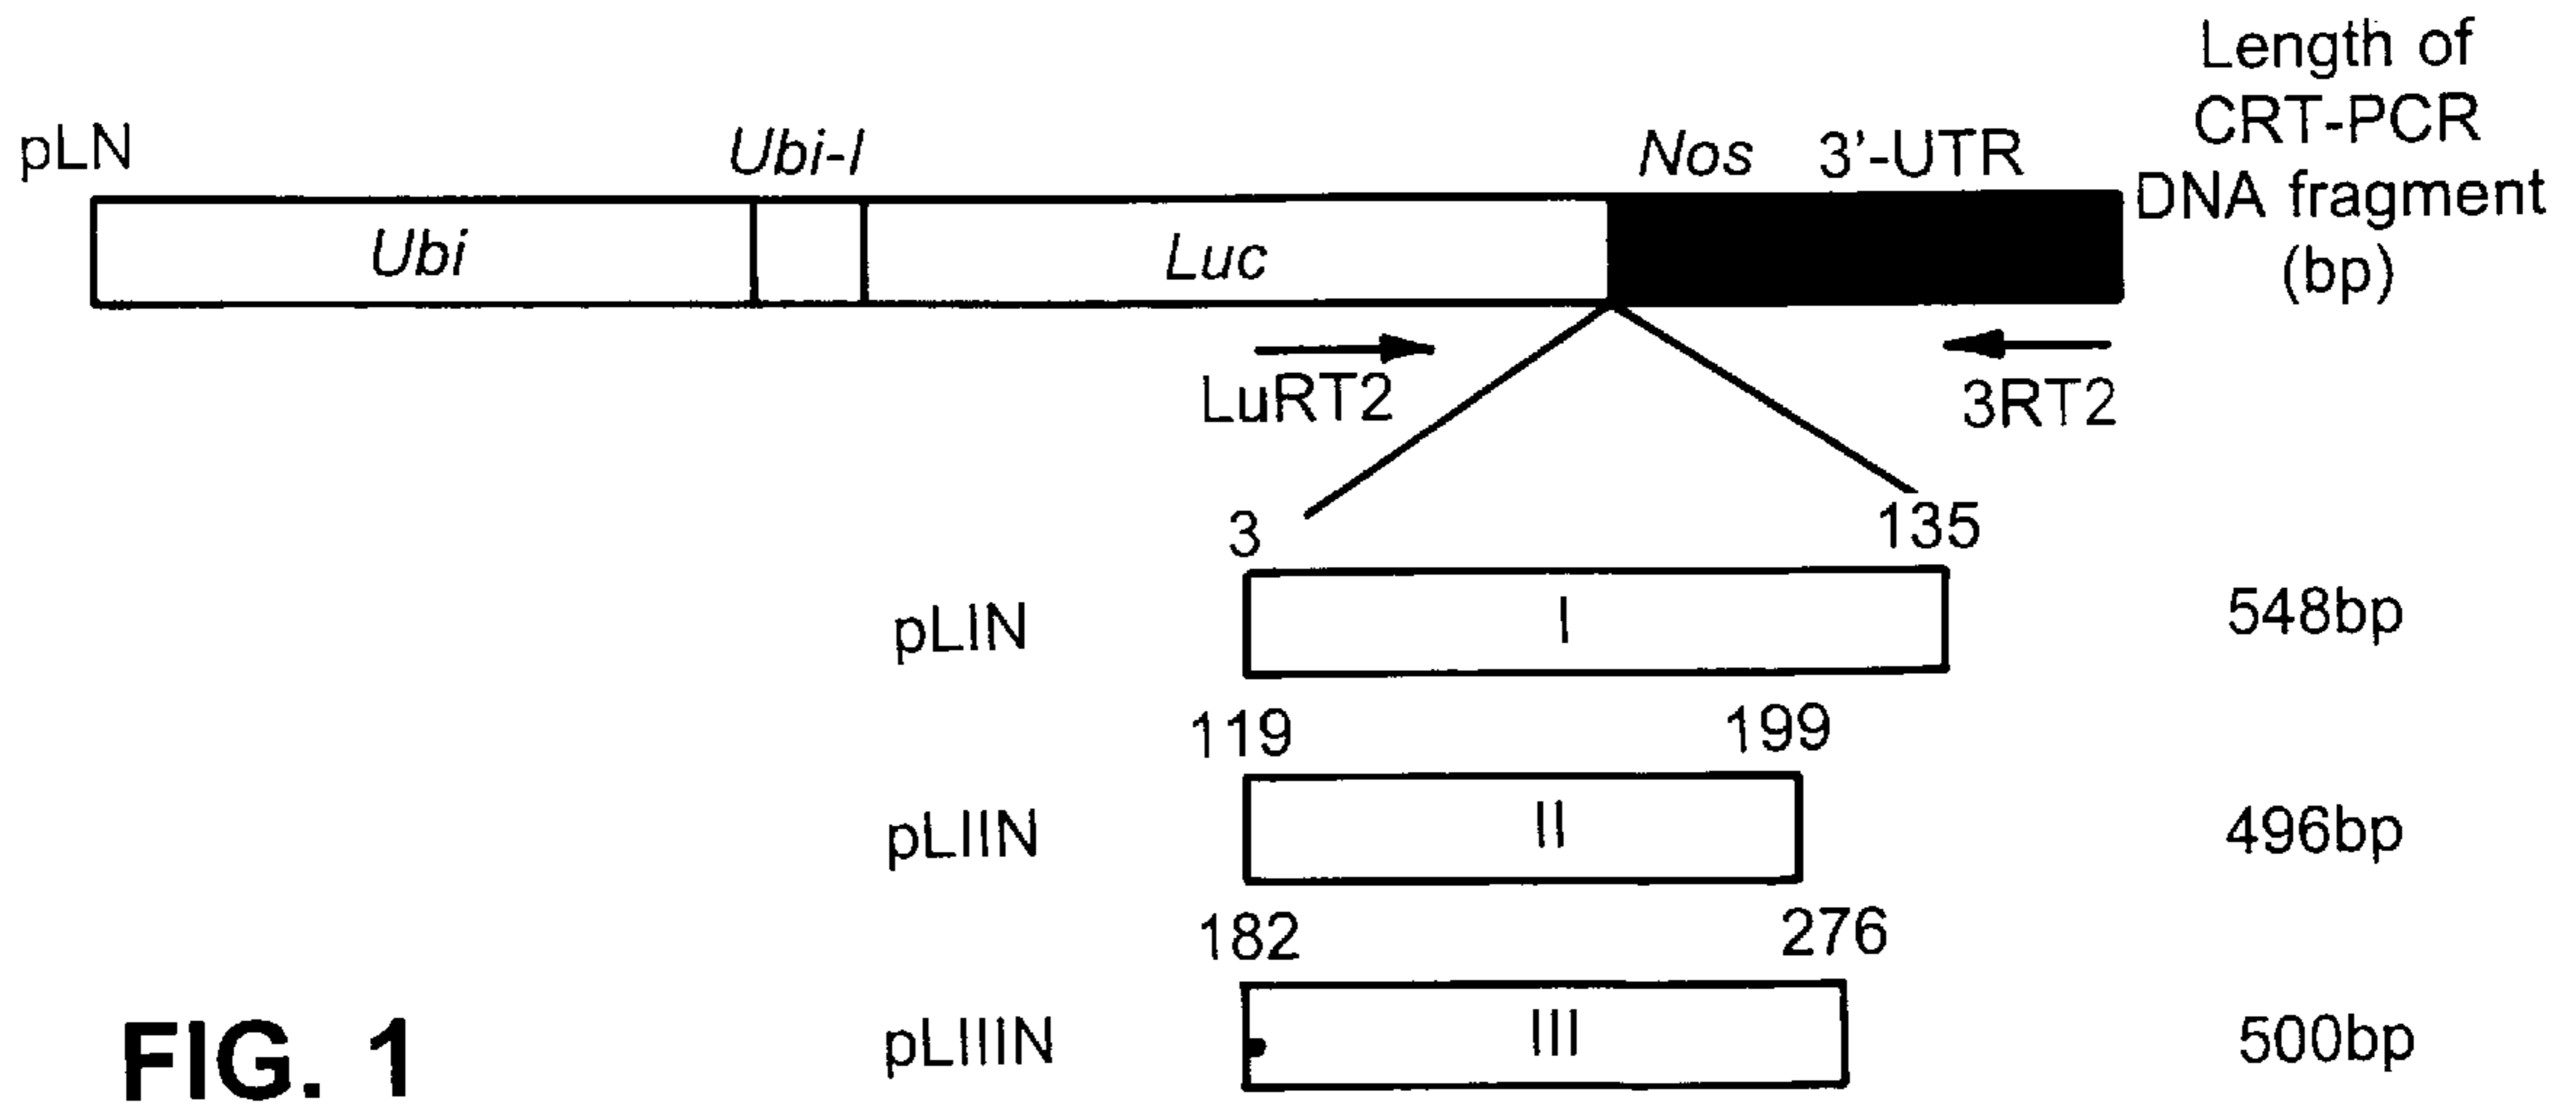 Length of
CRT-PCR
DNA fragment
(bp)
pLN
Ubi-I
Nos 3'-UTR
Ubi
Luc
LuRT2
3RT2
3 135
pLIN I 548bp
119 199
pLIIN II 496bp
182 276
pLIIIN III 500bp
FIG. 1